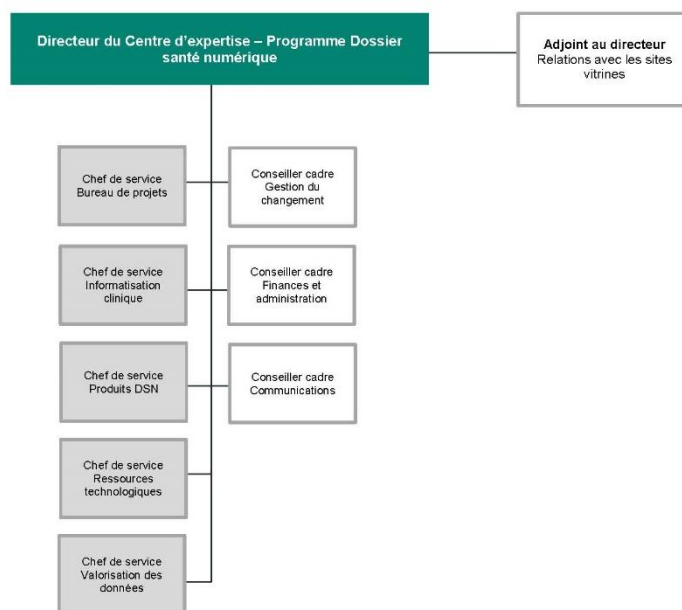 Directeur du Centre d'expertise – Programme Dossier
santé numérique
Adjoint au directeur
Relations avec les sites
vitrines
Chef de service
Bureau de projets
Conseiller cadre
Gestion du
changement
Chef de service
Informatisation
clinique
Conseiller cadre
Finances et
administration
Chef de service
Produits DSN
Conseiller cadre
Communications
Chef de service
Ressources
technologiques
Chef de service
Valorisation des
données